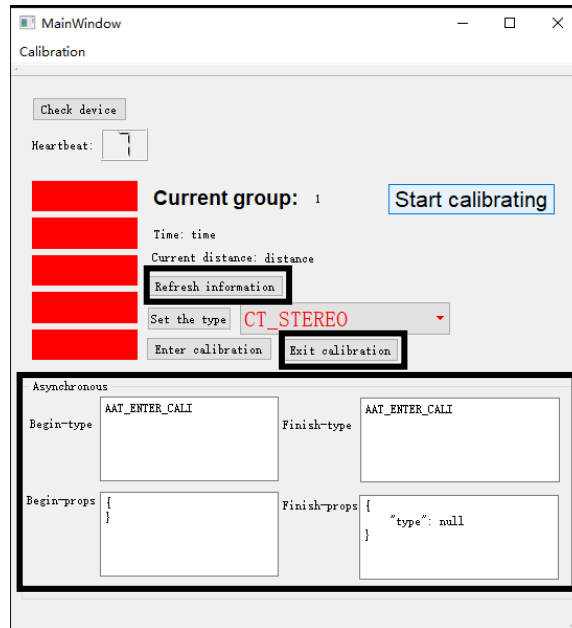 MainWindow
Calibration
Check device
Heartbeat: 7
Current group: 1
Start calibrating
Time: time
Current distance: distance
Refresh information
Set the type CT_STEREO
Enter calibration Exit calibration
Asynchronous
Begin-type AAT_ENTER_CALI
Finish-type AAT_ENTER_CALI
Begin-props {
}
Finish-props {
"type": null
}